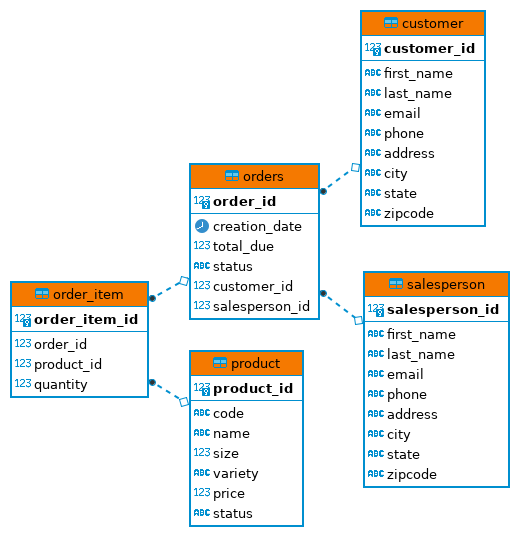 customer
123 customer_id
ABC first_name
ABC last_name
ABC email
ABC phone
ABC address
ABC city
ABC state
ABC zipcode
orders
123 order_id
creation_date
123 total_due
ABC status
123 customer_id
123 salesperson_id
order_item
123 order_item_id
123 order_id
123 product_id
123 quantity
product
123 product_id
ABC code
ABC name
123 size
ABC variety
123 price
ABC status
salesperson
123 salesperson_id
ABC first_name
ABC last_name
ABC email
ABC phone
ABC address
ABC city
ABC state
ABC zipcode